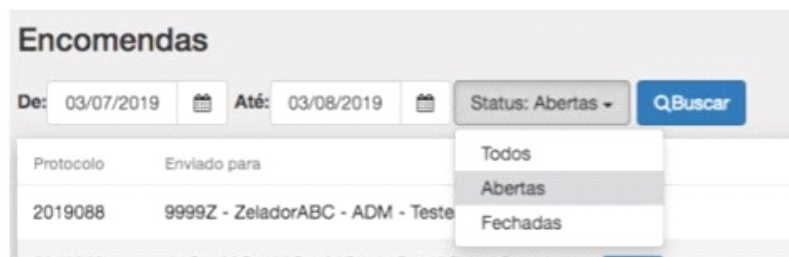 Encomendas
De: 03/07/2019 Até: 03/08/2019 Status: Abertas Buscar
Todos
Protocolo Enviado para
Abertas
2019088 9999Z - ZeladorABC - ADM - Teste
Fechadas